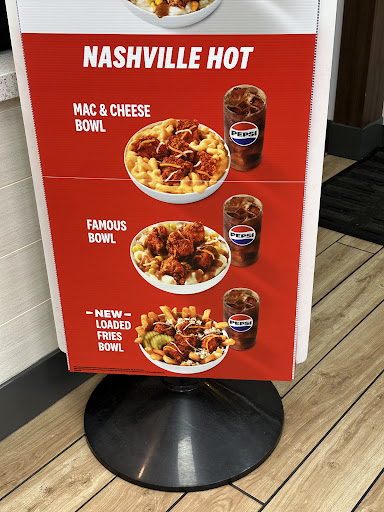 NASHVILLE HOT
MAC & CHEESE
BOWL
PEPSI
FAMOUS
BOWL
PEPSI
- NEW -
LOADED
FRIES
BOWL
PEPSI